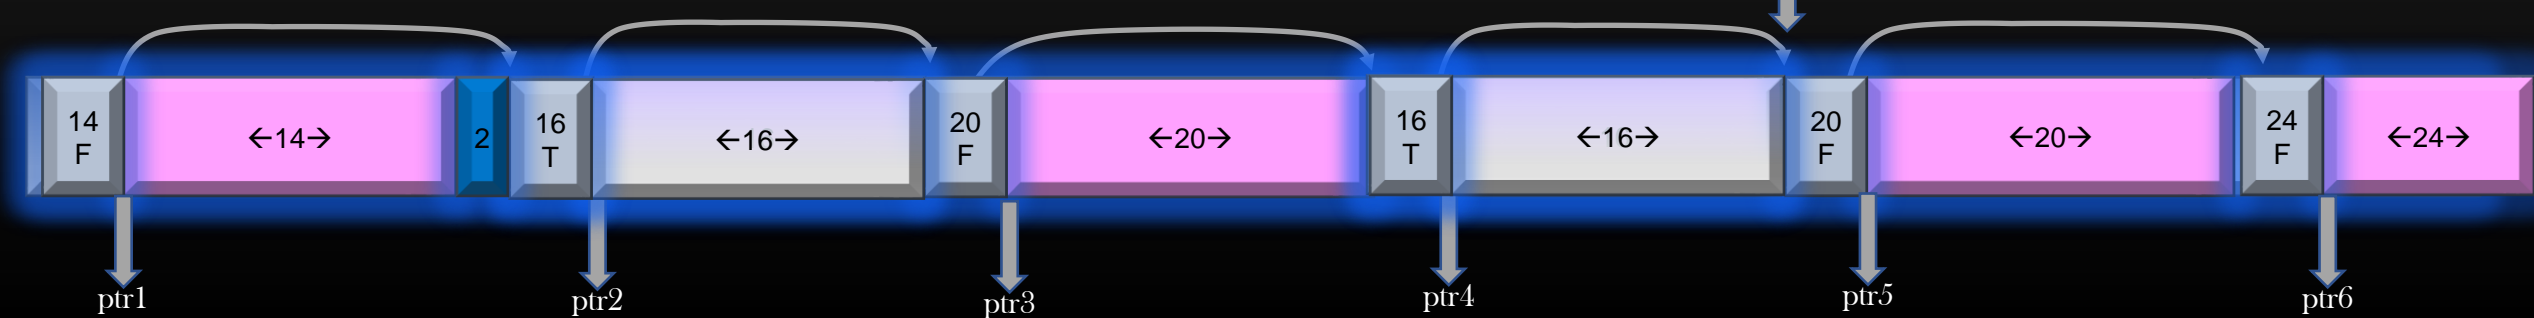 14
F
←14→
2
16
T
←16→
20
F
←20→
16
T
←16→
20
F
←20→
24
F
←24→
ptr1
ptr2
ptr3
ptr4
ptr5
ptr6